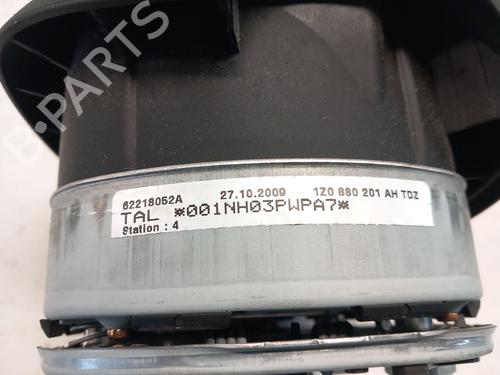 B-PARTS
62218052A 27.10.2009 1Z0 880 201 AH TDZ
TAL *001NH03PWPA7*
Station : 4